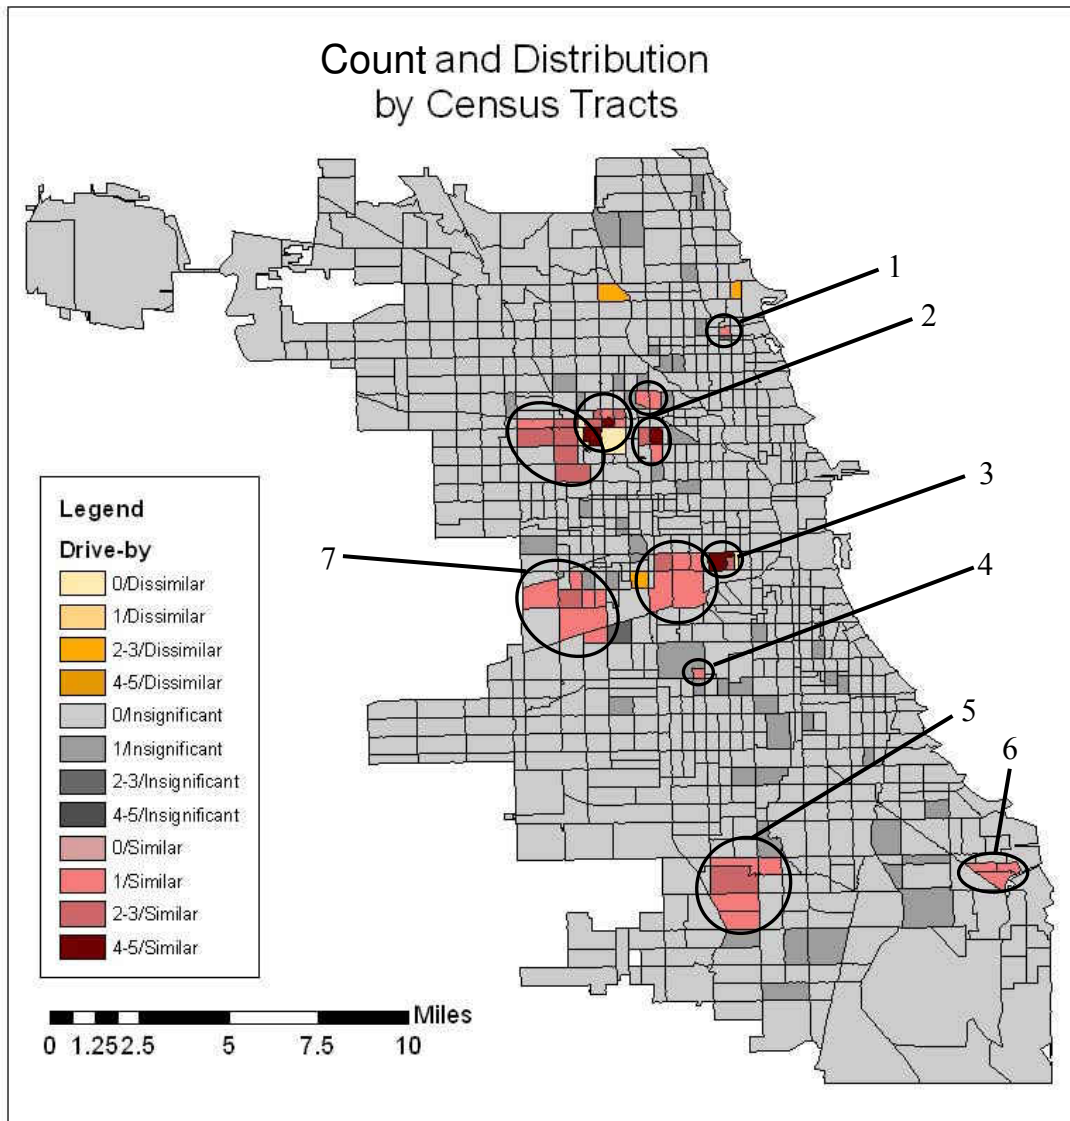 Count and Distribution
by Census Tracts
1
2
3
4
5
6
7
Legend
Drive-by
0/Dissimilar
1/Dissimilar
2-3/Dissimilar
4-5/Dissimilar
0/Insignificant
1/Insignificant
2-3/Insignificant
4-5/Insignificant
0/Similar
1/Similar
2-3/Similar
4-5/Similar
Miles
0 1.25 2.5 5 7.5 10